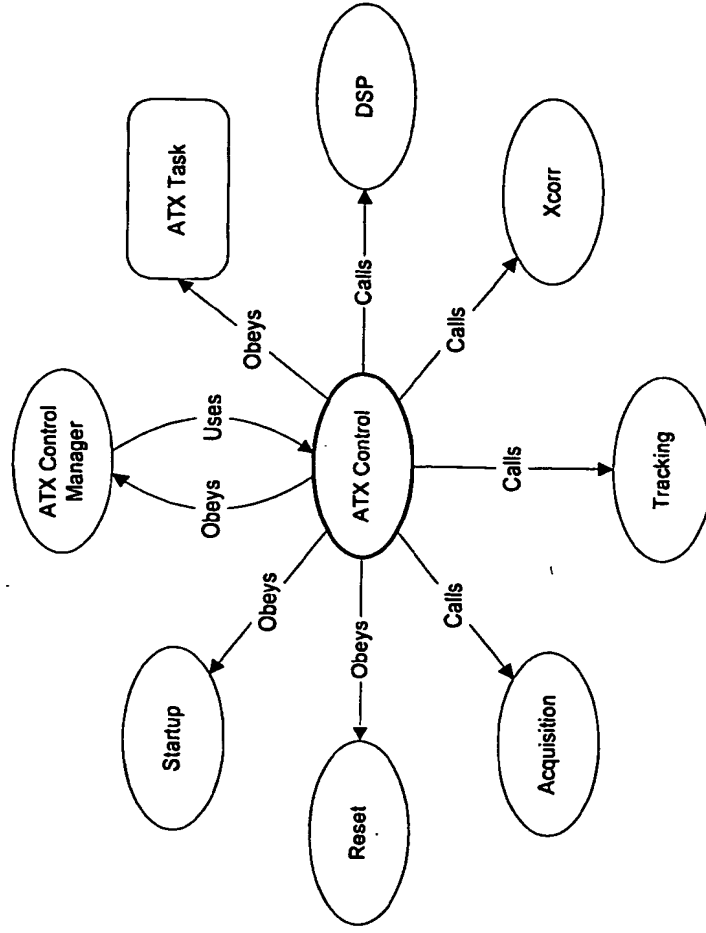 ATX Control
Manager
ATX Task
Startup
Obeys
Uses
Obeys
Obeys
Reset
Obeys
ATX Control
Calls
DSP
Calls
Calls
Calls
Acquisition
Tracking
Xcorr